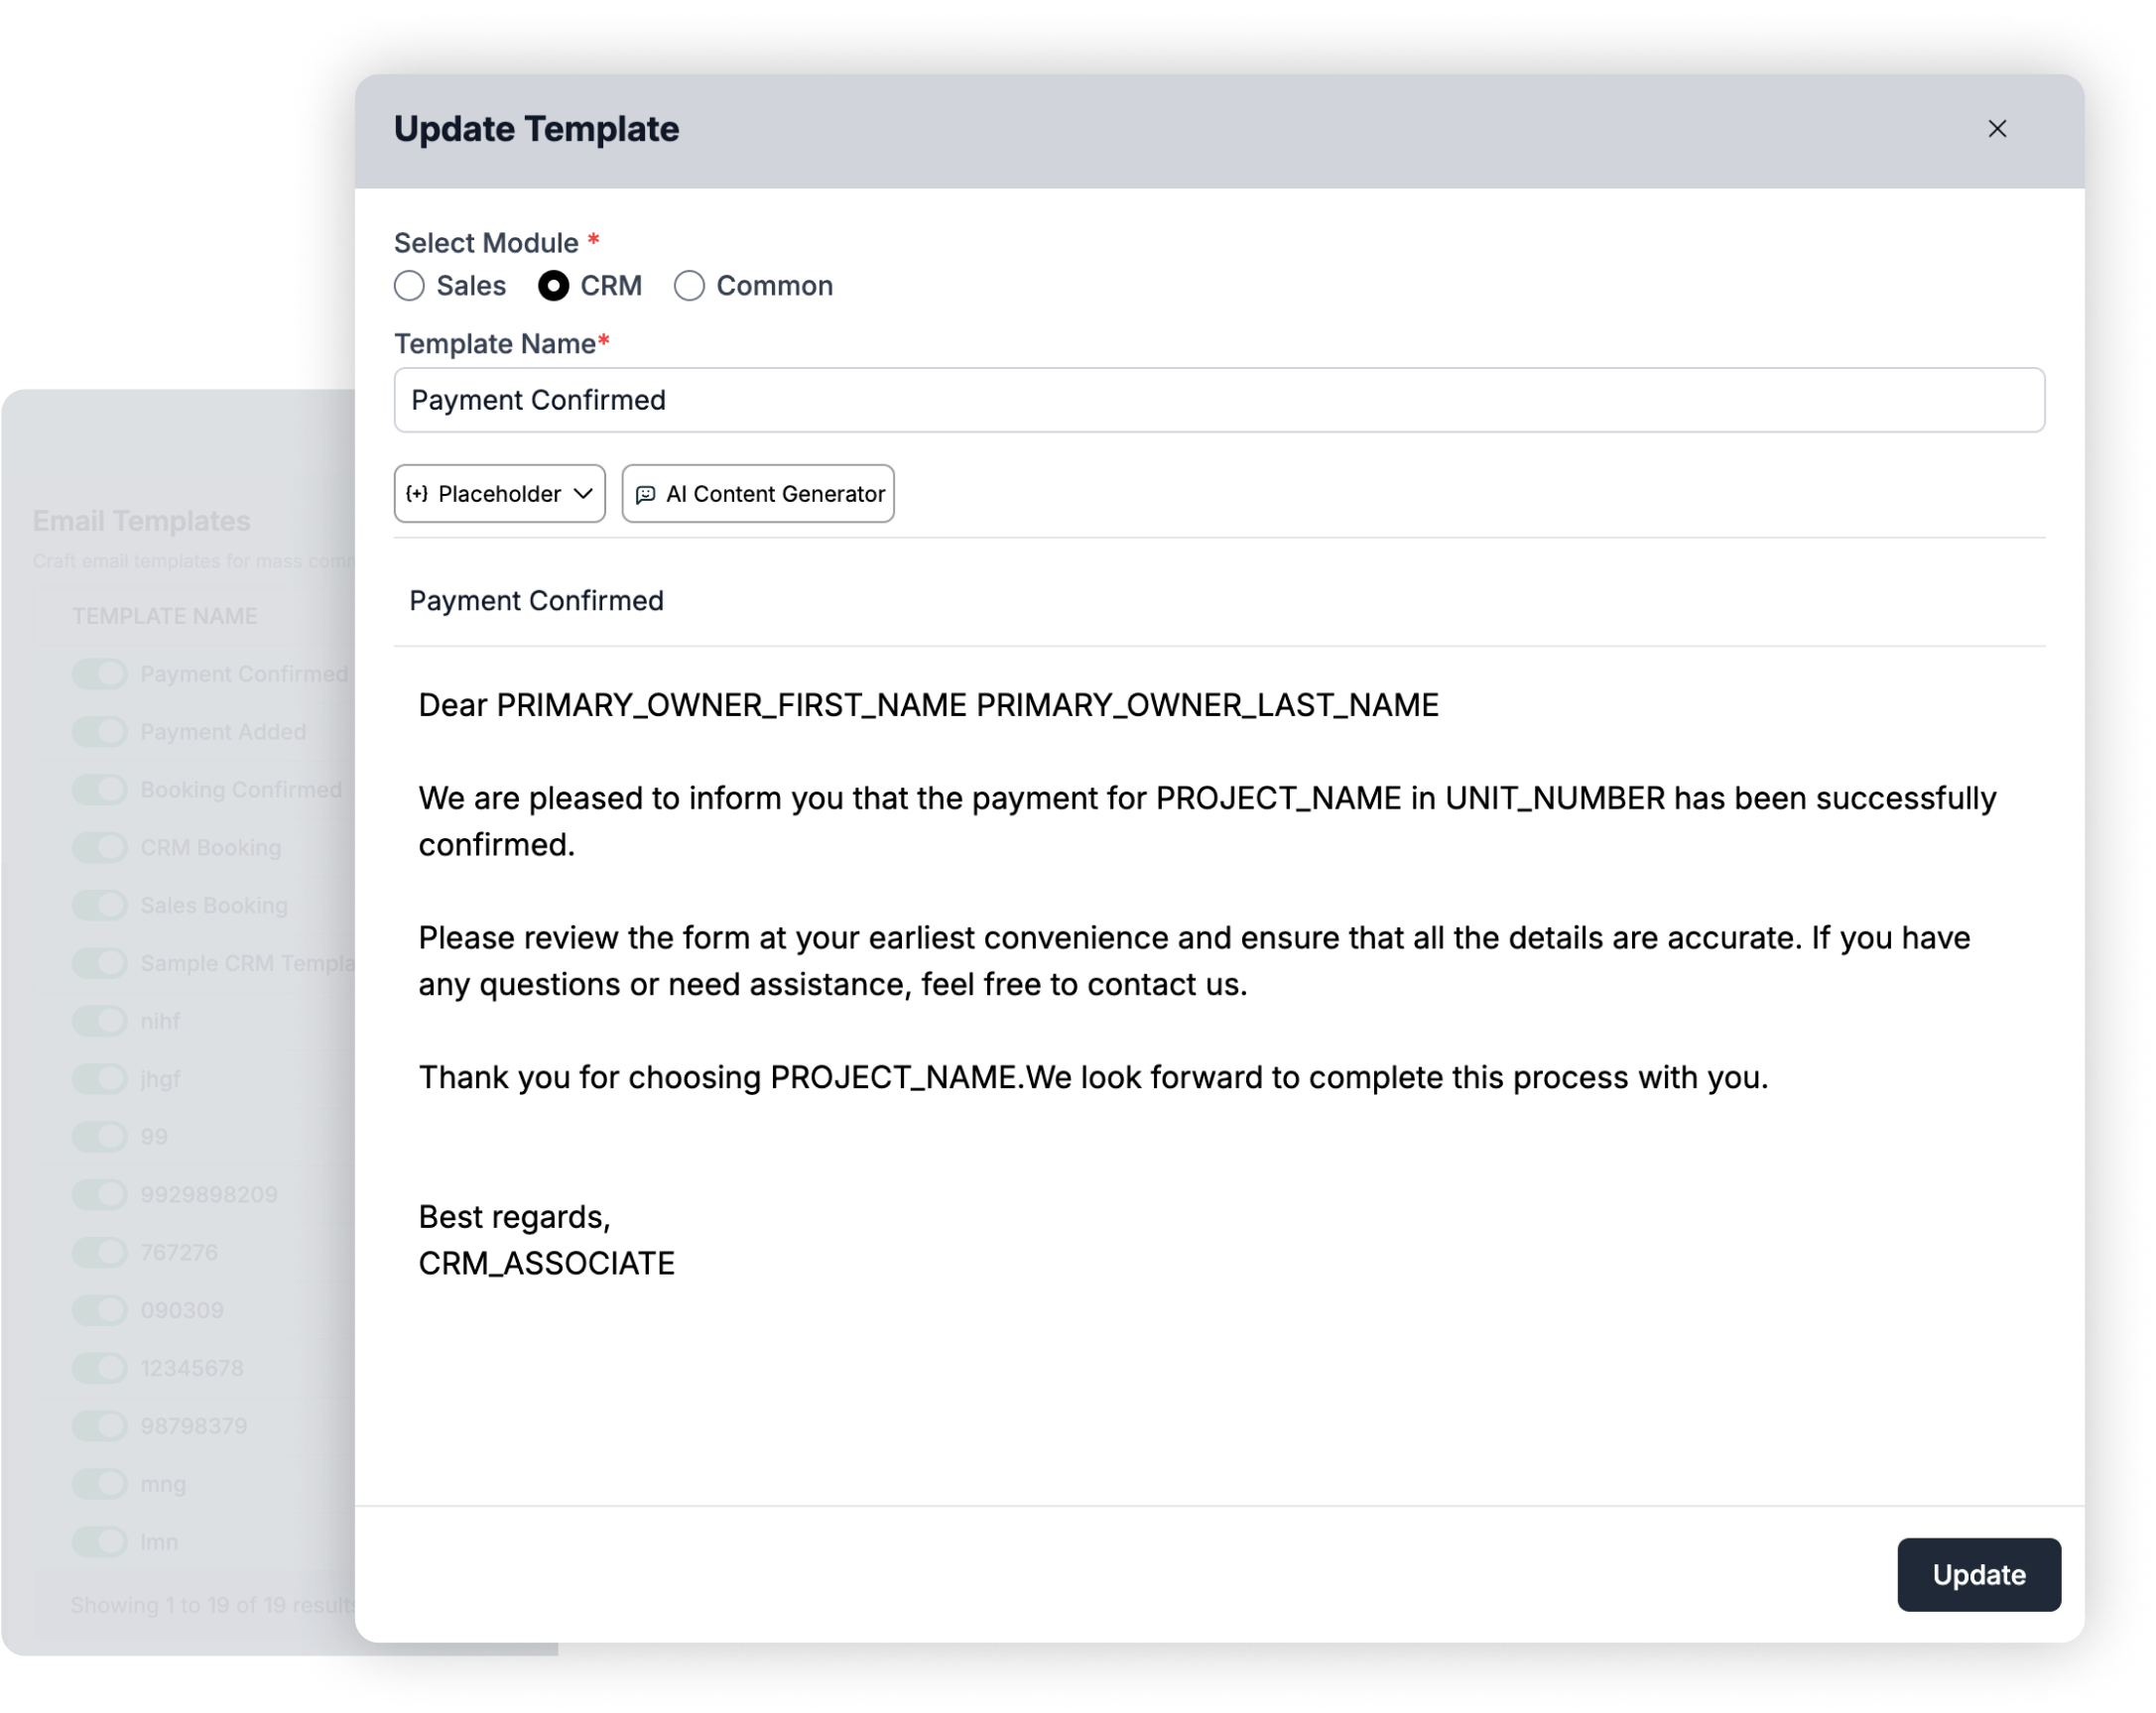 Update Template
Select Module *
Sales CRM Common
Template Name*
Payment Confirmed
{+} Placeholder AI Content Generator
Payment Confirmed
Dear PRIMARY_OWNER_FIRST_NAME PRIMARY_OWNER_LAST_NAME
We are pleased to inform you that the payment for PROJECT_NAME in UNIT_NUMBER has been successfully
confirmed.
Please review the form at your earliest convenience and ensure that all the details are accurate. If you have
any questions or need assistance, feel free to contact us.
Thank you for choosing PROJECT_NAME.We look forward to complete this process with you.
Best regards,
CRM_ASSOCIATE
Update
Email Templates
Craft email templates for mass
TEMPLATE NAME
Payment Confirmed
Payment Added
Booking Confirmed
CRM Booking
Sales Booking
Sample CRM Templa
nihf
jhgf
99
9929898209
767276
090309
12345678
98798379
mng
lmn
Showing 1 to 19 of 19 results